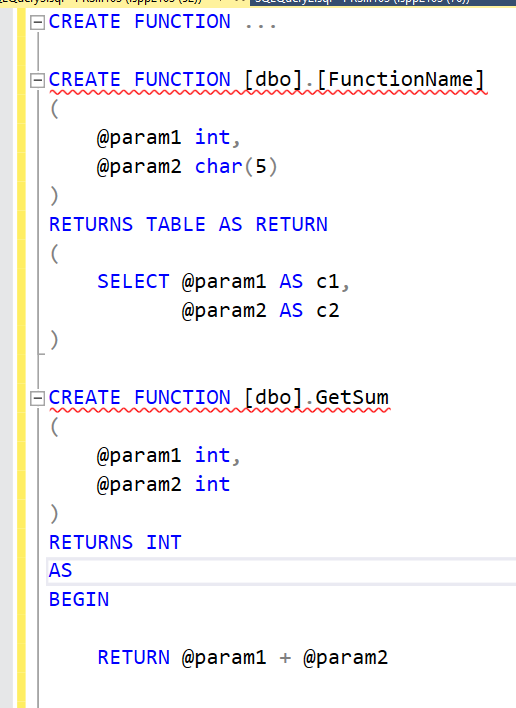 CREATE FUNCTION ...
CREATE FUNCTION [dbo].[FunctionName]
(
@param1 int,
@param2 char(5)
)
RETURNS TABLE AS RETURN
(
SELECT @param1 AS c1,
@param2 AS c2
)
CREATE FUNCTION [dbo].GetSum
(
@param1 int,
@param2 int
)
RETURNS INT
AS
BEGIN
RETURN @param1 + @param2